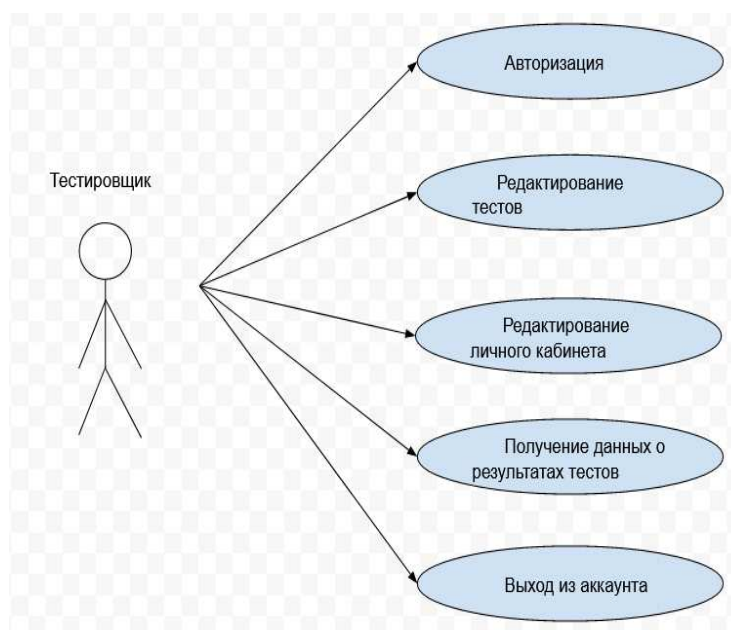 Авторизация
Тестировщик
Редактирование
тестов
Редактирование
личного кабинета
Получение данных о
результатах тестов
Выход из аккаунта